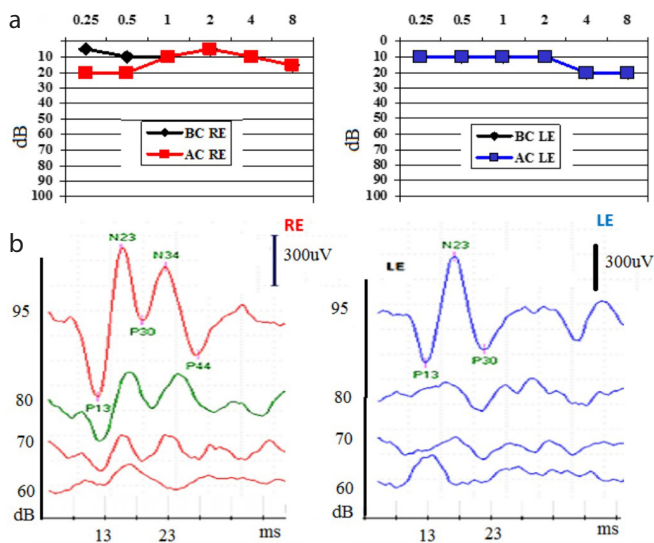 a
0.25 0.5 1 2 4 8
10
20
30
40
50
60
70
80
90
100
dB
BC RE
AC RE
0.25 0.5 1 2 4 8
0
10
20
30
40
50
60
70
80
90
100
dB
BC LE
AC LE
b
RE
300uV
N23
N34
P30
P44
P13
95
80
70
60
dB
13 23 ms
LE
300uV
LE
N23
P13
P30
95
80
70
60
dB
13 23 ms